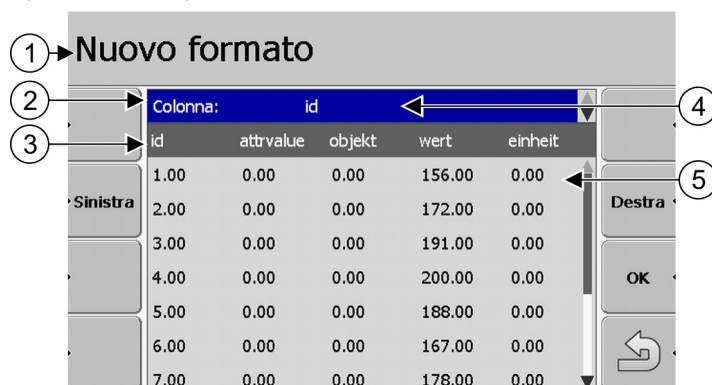 1 Nuovo formato
2 Colonna: id 4
3 id attrvalue objekt wert einheit
1.00 0.00 0.00 156.00 0.00 5
Sinistra 2.00 0.00 0.00 172.00 0.00 Destra
3.00 0.00 0.00 191.00 0.00
4.00 0.00 0.00 200.00 0.00 OK
5.00 0.00 0.00 188.00 0.00
6.00 0.00 0.00 167.00 0.00
7.00 0.00 0.00 178.00 0.00